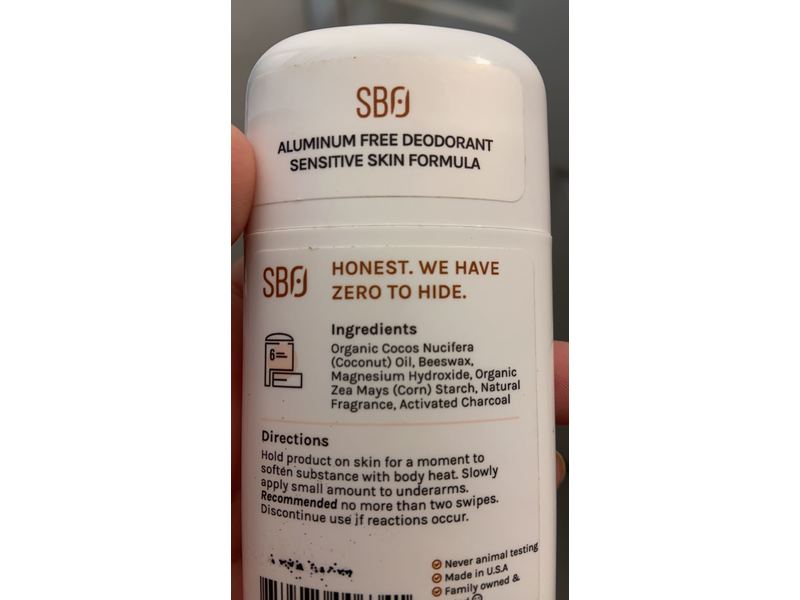 SBO
ALUMINUM FREE DEODORANT
SENSITIVE SKIN FORMULA
SBO
HONEST. WE HAVE
ZERO TO HIDE.
6
Ingredients
Organic Cocos Nucifera
(Coconut) Oil, Beeswax,
Magnesium Hydroxide, Organic
Zea Mays (Corn) Starch, Natural
Fragrance, Activated Charcoal
Directions
Hold product on skin for a moment to
soften substance with body heat. Slowly
apply small amount to underarms.
Recommended no more than two swipes.
Discontinue use if reactions occur.
Never animal testing
Made in U.S.A
Family owned &